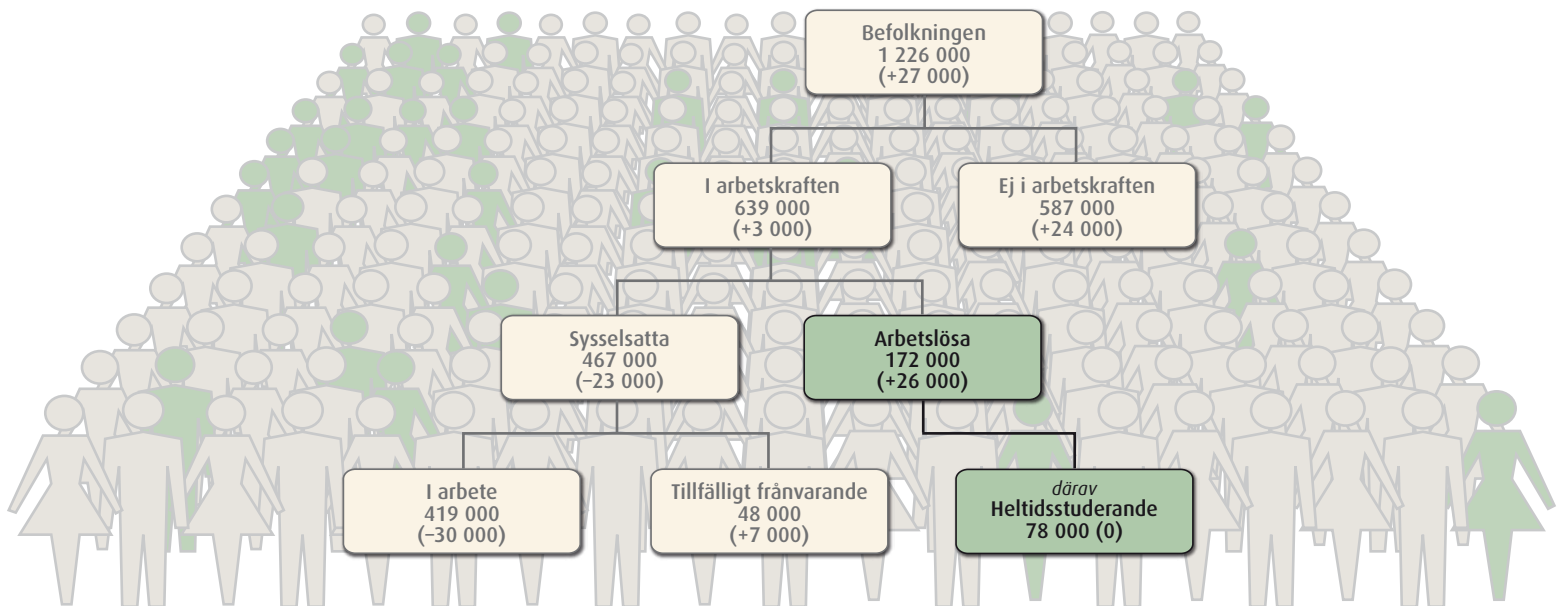 Befolkningen
1 226 000
(+27 000)
I arbetskraften
639 000
(+3 000)
Ej i arbetskraften
587 000
(+24 000)
Sysselsatta
467 000
(–23 000)
Arbetslösa
172 000
(+26 000)
I arbete
419 000
(–30 000)
Tillfälligt frånvarande
48 000
(+7 000)
därav
Heltidsstuderande
78 000 (0)